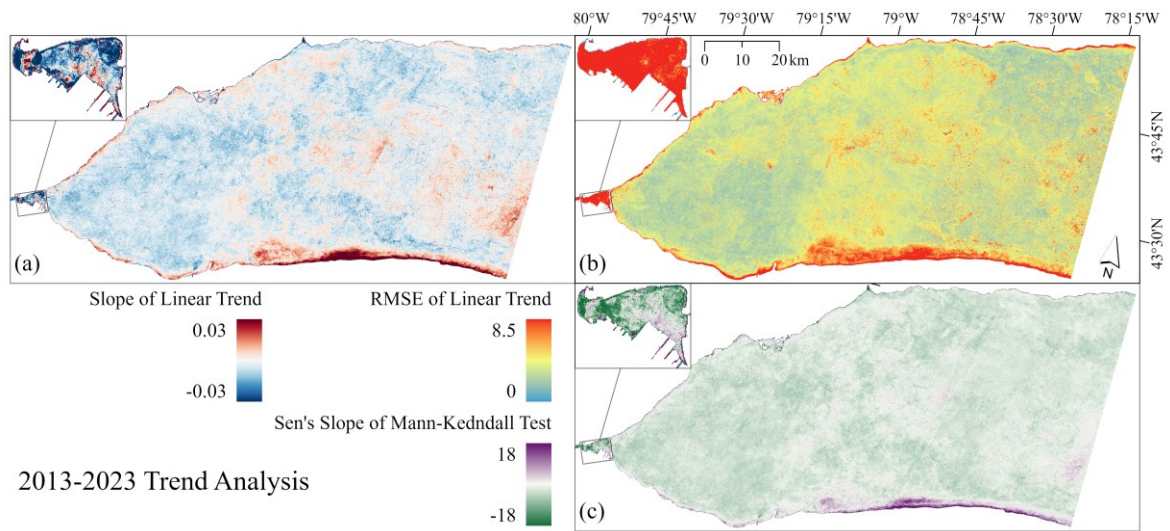 80°W 79°45'W 79°30'W 79°15'W 79°0'W 78°45'W 78°30'W 78°15'W
0 10 20 km
43°45'N
43°30'N
N
(a)
(b)
Slope of Linear Trend
0.03
-0.03
RMSE of Linear Trend
8.5
0
Sen's Slope of Mann-Kedndall Test
18
-18
(c)
2013-2023 Trend Analysis